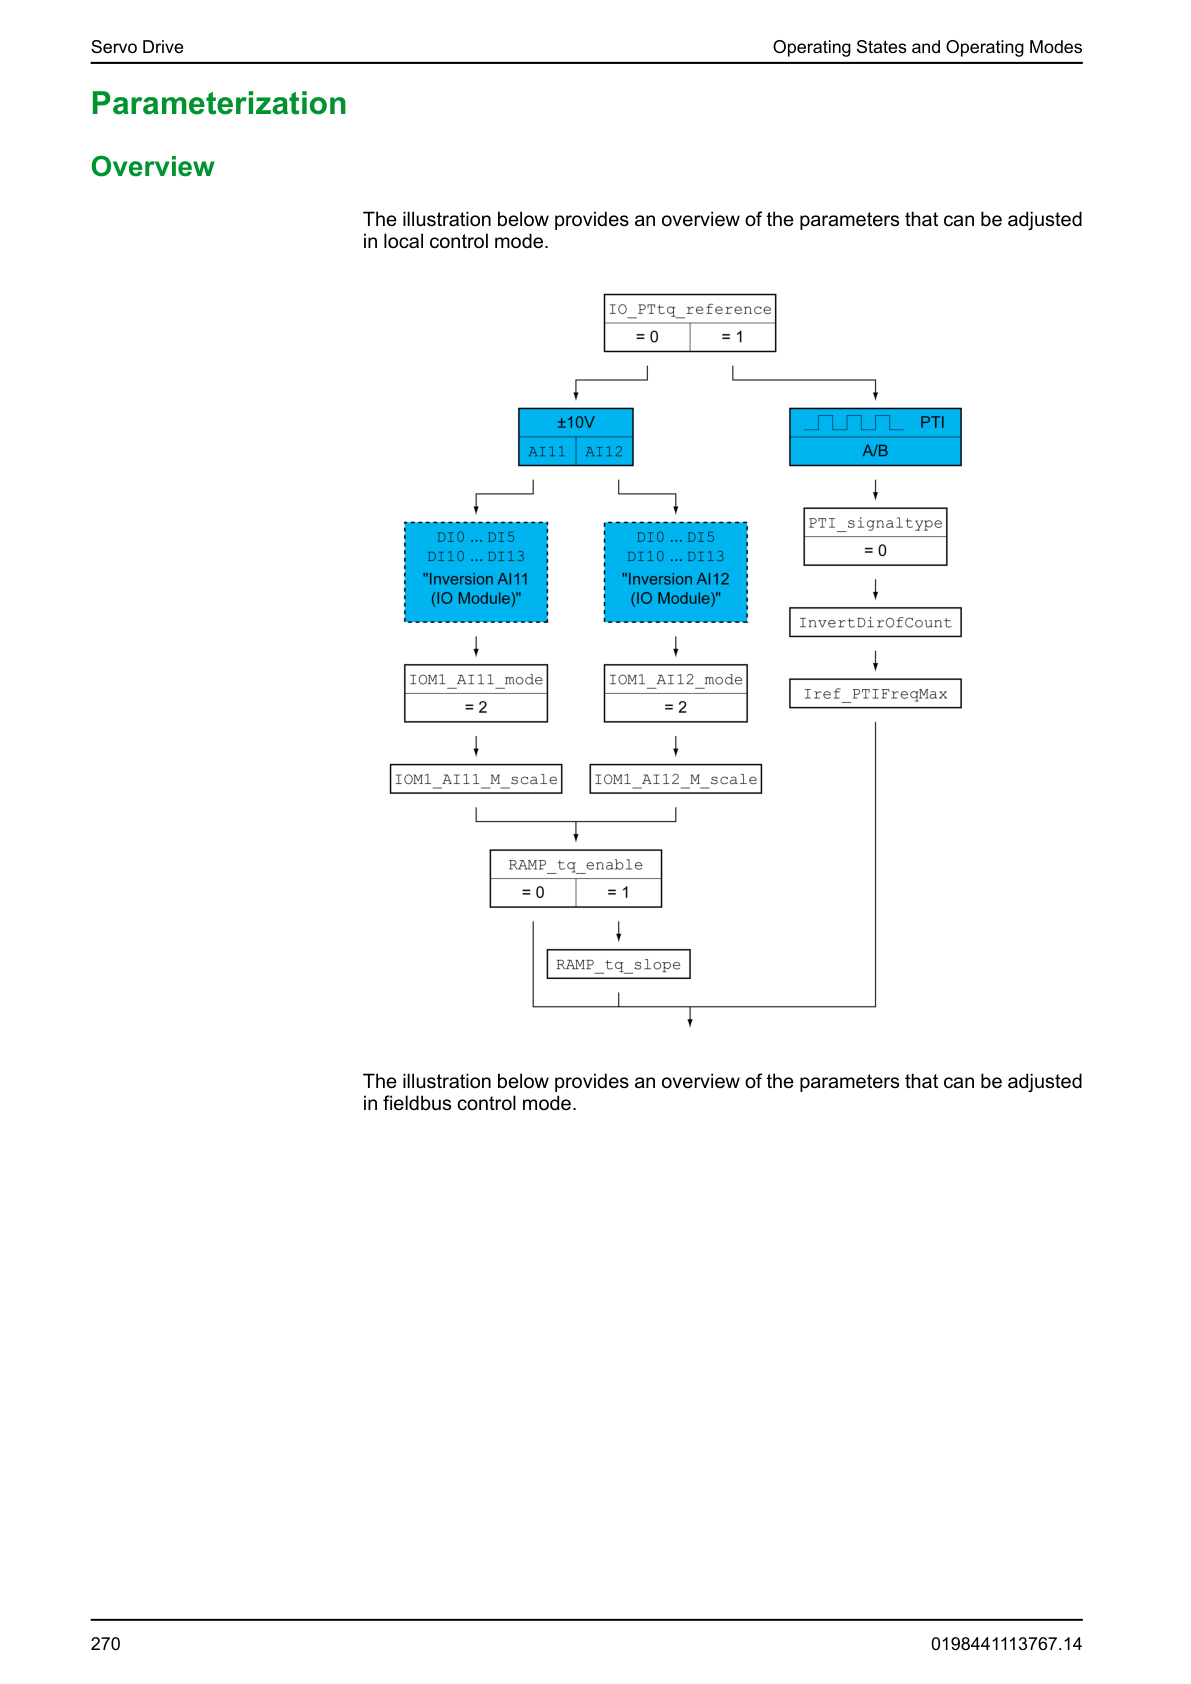 Servo Drive
Operating States and Operating Modes
Parameterization
Overview
The illustration below provides an overview of the parameters that can be adjusted
in local control mode.
IO_PTtq_reference
= 0
= 1
±10V
AI11
AI12
PTI
A/B
DI0 ... DI5
DI10 ... DI13
"Inversion AI11
(IO Module)"
DI0 ... DI5
DI10 ... DI13
"Inversion AI12
(IO Module)"
PTI_signaltype
= 0
InvertDirOfCount
IOM1_AI11_mode
= 2
IOM1_AI12_mode
= 2
Iref_PTIFreqMax
IOM1_AI11_M_scale
IOM1_AI12_M_scale
RAMP_tq_enable
= 0
= 1
RAMP_tq_slope
The illustration below provides an overview of the parameters that can be adjusted
in fieldbus control mode.
270
0198441113767.14